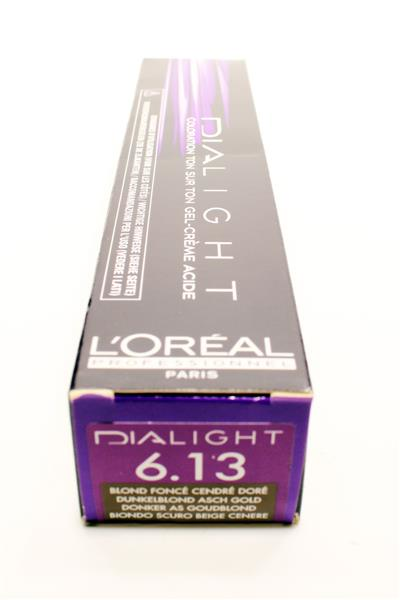 DIALIGHT
COLORATION TON SUR TON GEL-CRÈME ACIDE
L'ORÉAL
PROFESSIONNEL
PARIS
DIALIGHT
6.13
BLOND FONCÉ CENDRÉ DORÉ
DUNKELBLOND ASCH GOLD
DONKER AS GOUDBLOND
BIONDO SCURO BEIGE CENERE